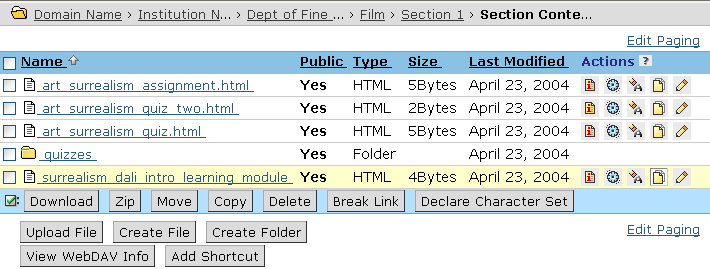 Domain Name › Institution N... › Dept of Fine ... › Film › Section 1 › Section Conte...
Edit Paging
Name Public Type Size Last Modified Actions ?
art_surrealism_assignment.html Yes HTML 5Bytes April 23, 2004
art_surrealism_quiz_two.html Yes HTML 2Bytes April 23, 2004
art_surrealism_quiz.html Yes HTML 5Bytes April 23, 2004
quizzes Yes Folder April 23, 2004
surrealism_dali_intro_learning_module Yes HTML 4Bytes April 23, 2004
Download Zip Move Copy Delete Break Link Declare Character Set
Upload File Create File Create Folder Edit Paging
View WebDAV Info Add Shortcut